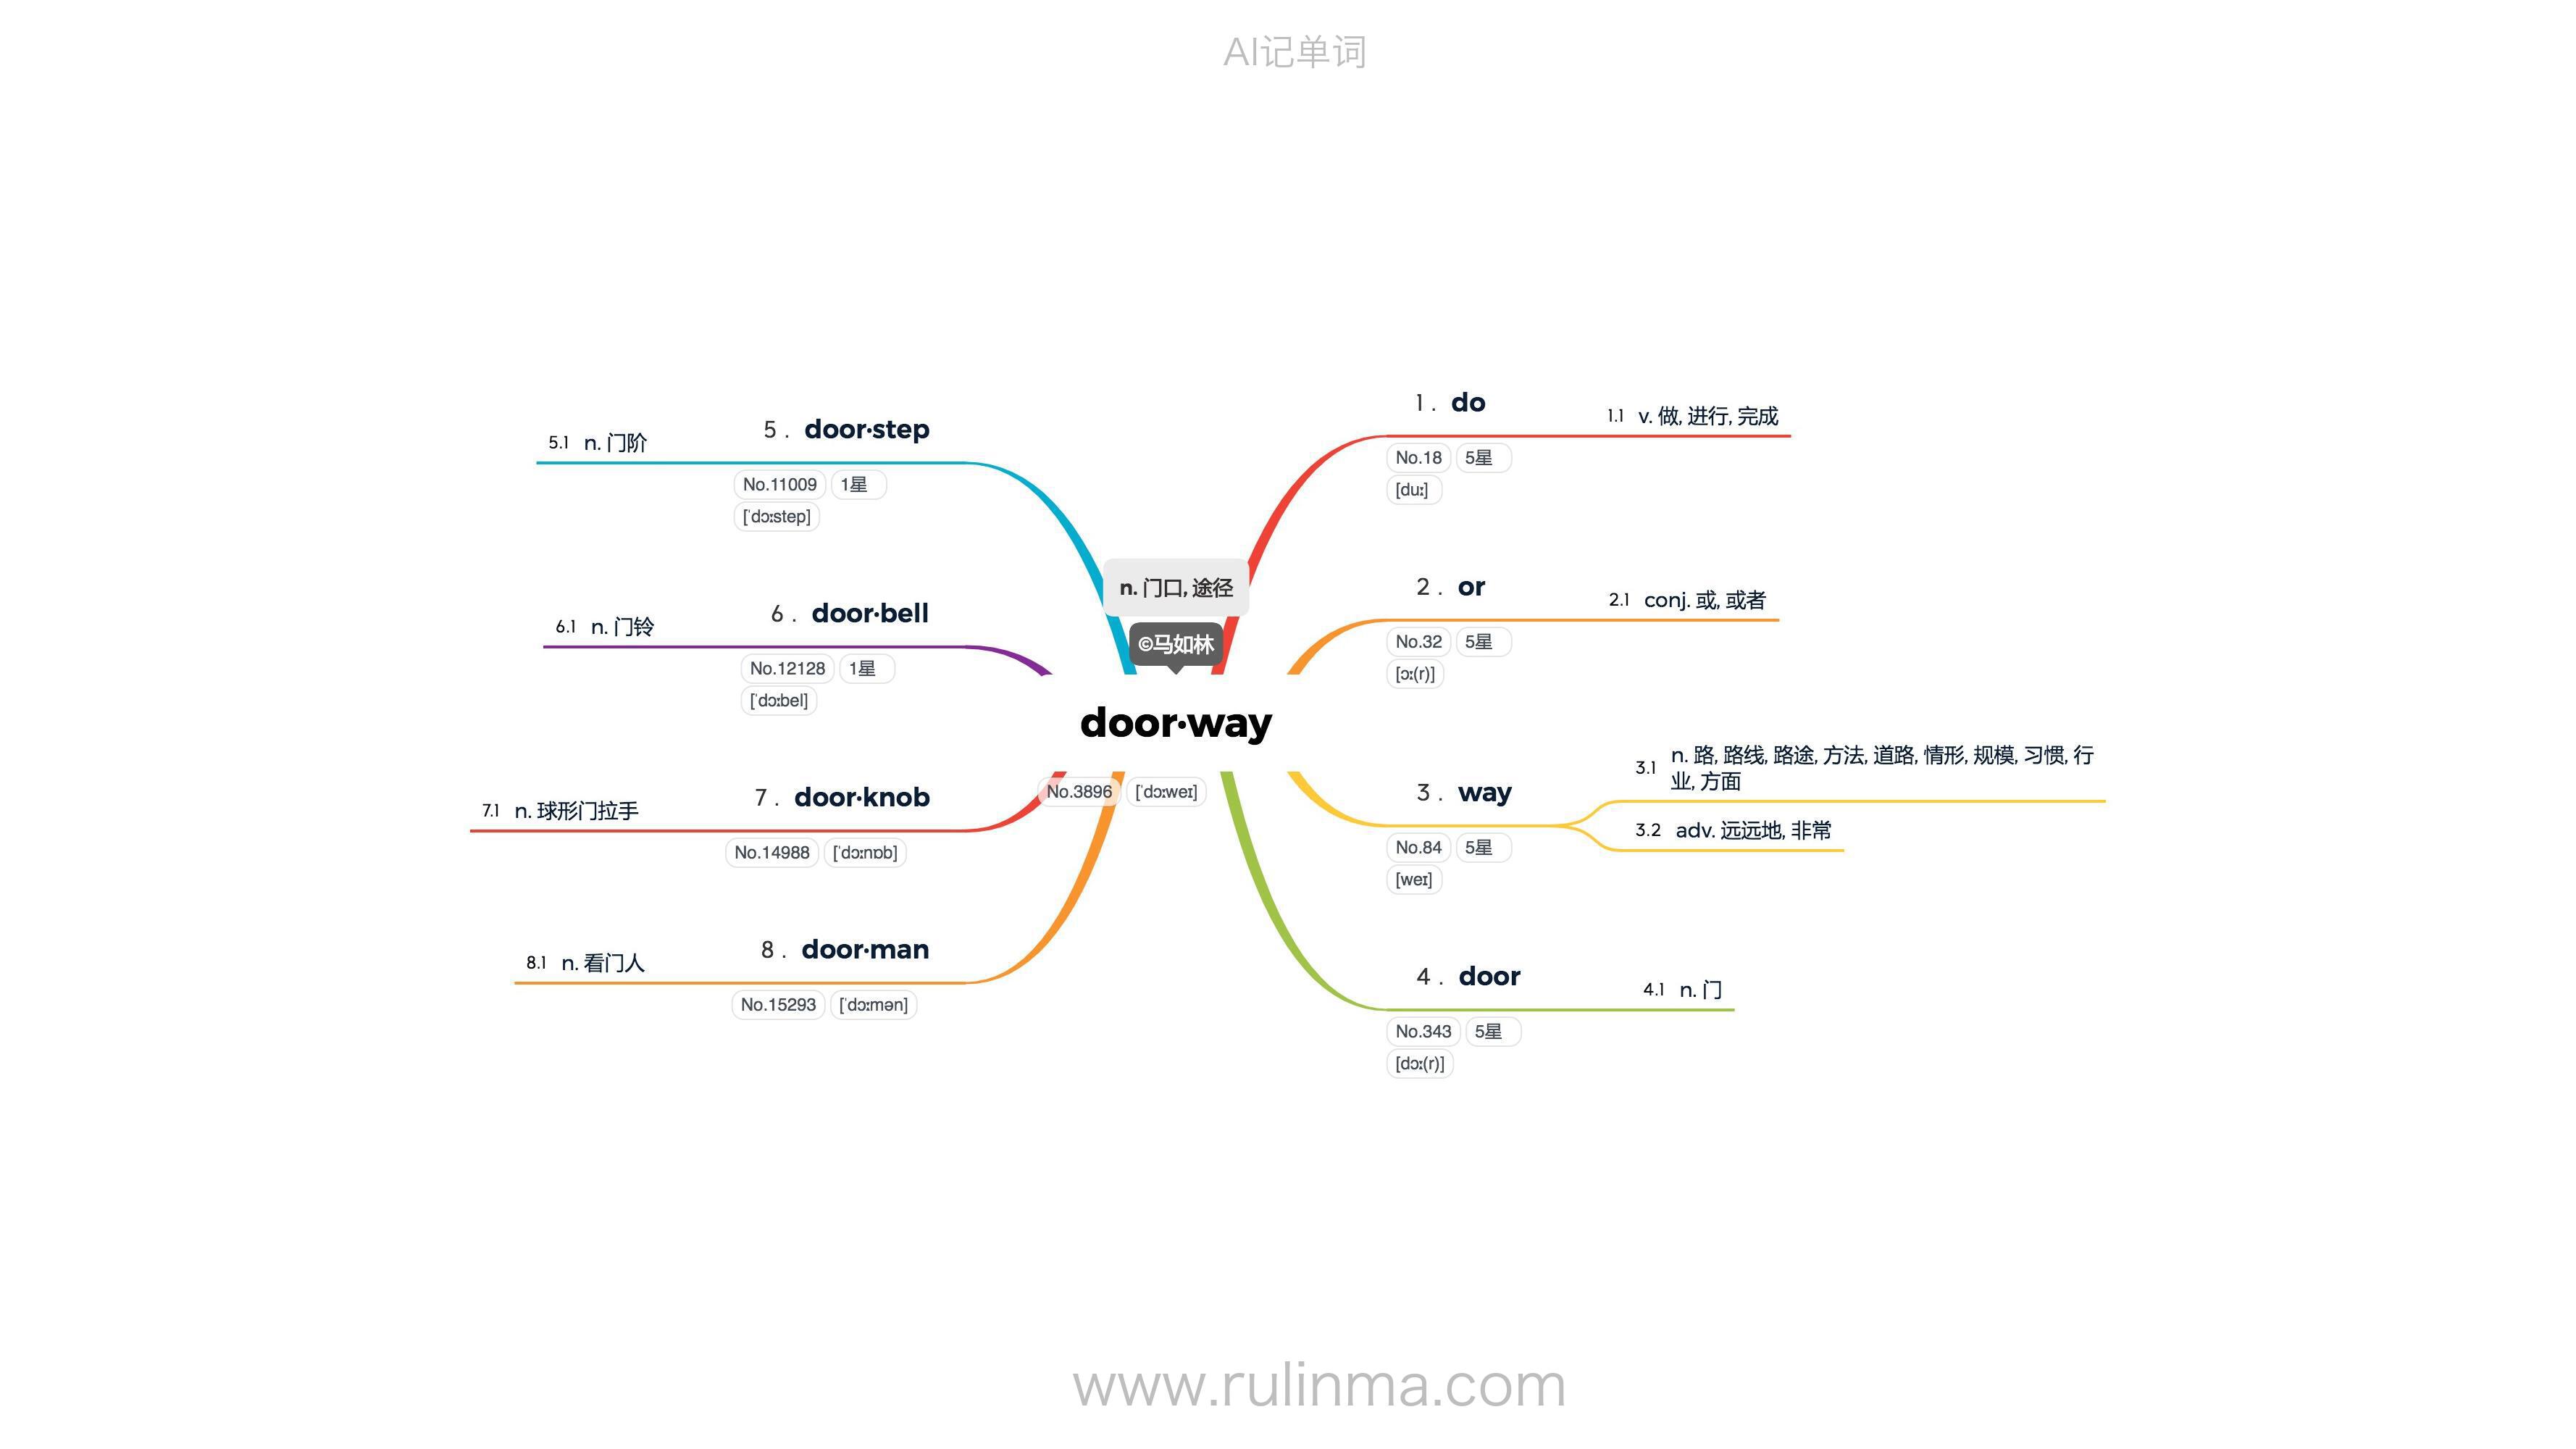 AI记单词
n. 门口, 途径
©马如林
door·way
No.3896 [ˈdɔːweɪ]
1 . do
1.1 v. 做, 进行, 完成
No.18 5星
[duː]
2 . or
2.1 conj. 或, 或者
No.32 5星
[ɔː(r)]
3 . way
3.1 n. 路, 路线, 路途, 方法, 道路, 情形, 规模, 习惯, 行
业, 方面
3.2 adv. 远远地, 非常
No.84 5星
[weɪ]
4 . door
4.1 n. 门
No.343 5星
[dɔː(r)]
5 . door·step
5.1 n. 门阶
No.11009 1星
[ˈdɔːstep]
6 . door·bell
6.1 n. 门铃
No.12128 1星
[ˈdɔːbel]
7 . door·knob
7.1 n. 球形门拉手
No.14988 [ˈdɔːnɒb]
8 . door·man
8.1 n. 看门人
No.15293 [ˈdɔːmən]
www.rulinma.com